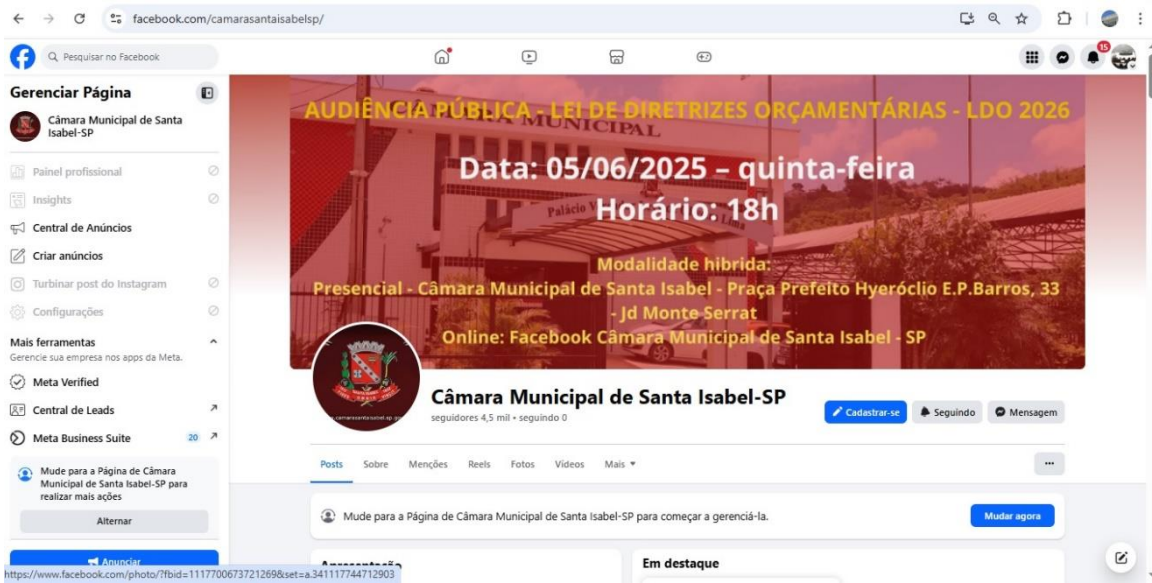 facebook.com/camarasantaisabelsp/
Pesquisar no Facebook
15
Gerenciar Página
Câmara Municipal de Santa
Isabel-SP
Painel profissional
Insights
Central de Anúncios
Criar anúncios
Turbinar post do Instagram
Configurações
Mais ferramentas
Gerencie sua empresa nos apps da Meta.
Meta Verified
Central de Leads
Meta Business Suite 20
Mude para a Página de Câmara
Municipal de Santa Isabel-SP para
realizar mais ações
Alternar
Anunciar
https://www.facebook.com/photo/?fbid=1117700673721269&set=a.341117744712903
AUDIÊNCIA PÚBLICA - LEI DE DIRETRIZES ORÇAMENTÁRIAS - LDO 2026
MUNICIPAL
Data: 05/06/2025 – quinta-feira
Palácio
Horário: 18h
Modalidade hibrida:
Presencial - Câmara Municipal de Santa Isabel - Praça Prefeito Hyeróclio E.P.Barros, 33
- Jd Monte Serrat
Online: Facebook Câmara Municipal de Santa Isabel - SP
Câmara Municipal de Santa Isabel-SP
seguidores 4,5 mil • seguindo 0
Cadastrar-se
Seguindo
Mensagem
Posts Sobre Menções Reels Fotos Vídeos Mais
Mude para a Página de Câmara Municipal de Santa Isabel-SP para começar a gerenciá-la.
Mudar agora
Apresentação
Em destaque